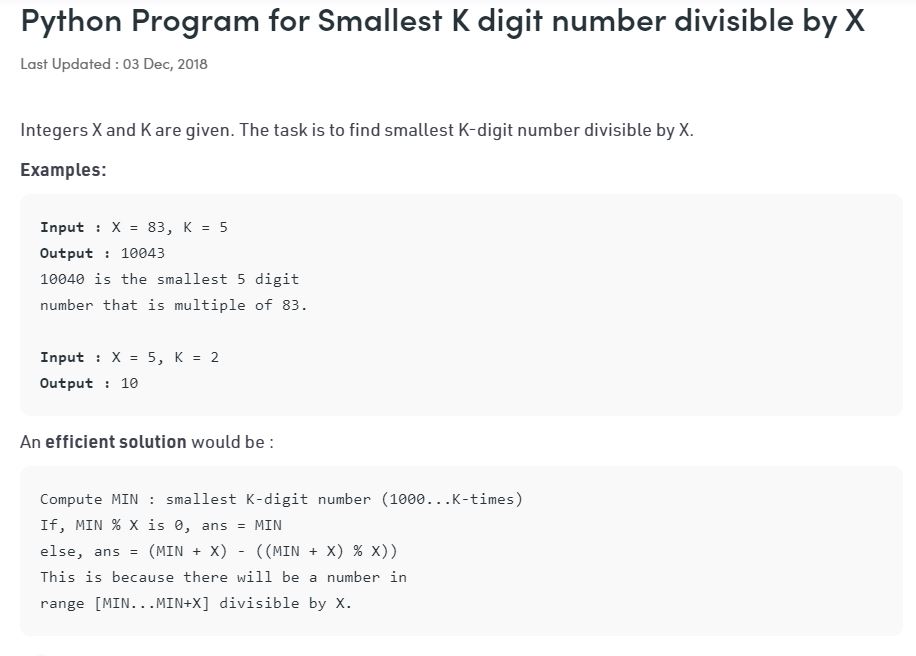 Python Program for Smallest K digit number divisible by X
Last Updated : 03 Dec, 2018
Integers X and K are given. The task is to find smallest K-digit number divisible by X.
Examples:
Input : X = 83, K = 5
Output : 10043
10040 is the smallest 5 digit
number that is multiple of 83.
Input : X = 5, K = 2
Output : 10
An efficient solution would be :
Compute MIN : smallest K-digit number (1000...K-times)
If, MIN % X is 0, ans = MIN
else, ans = (MIN + X) - ((MIN + X) % X))
This is because there will be a number in
range [MIN...MIN+X] divisible by X.